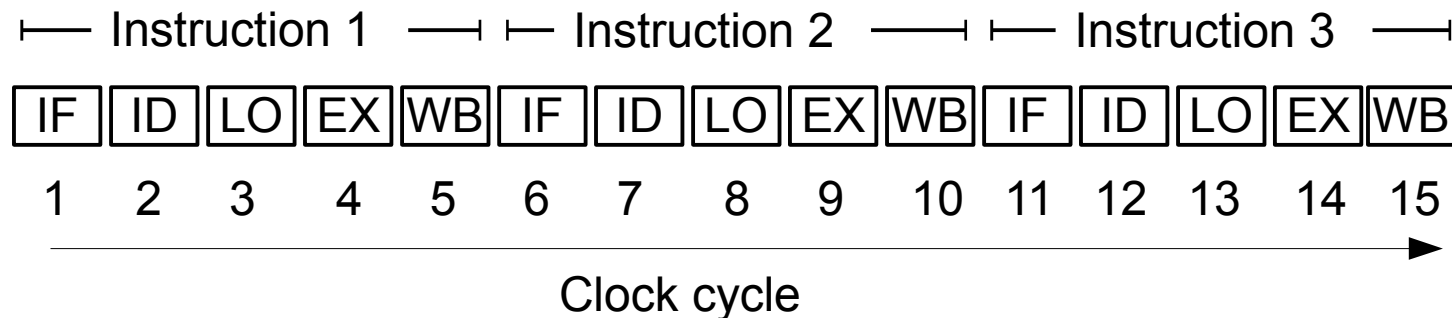 Instruction 1 Instruction 2 Instruction 3
IF ID LO EX WB IF ID LO EX WB IF ID LO EX WB
1 2 3 4 5 6 7 8 9 10 11 12 13 14 15
Clock cycle